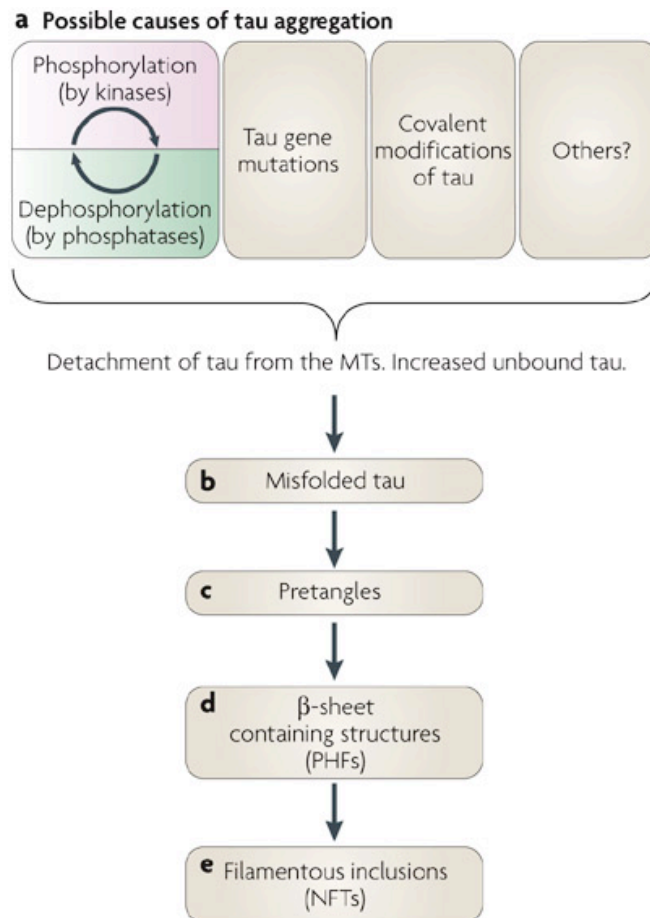 a Possible causes of tau aggregation
Phosphorylation
(by kinases)
Dephosphorylation
(by phosphatases)
Tau gene
mutations
Covalent
modifications
of tau
Others?
Detachment of tau from the MTs. Increased unbound tau.
b Misfolded tau
c Pretangles
d β-sheet
containing structures
(PHFs)
e Filamentous inclusions
(NFTs)